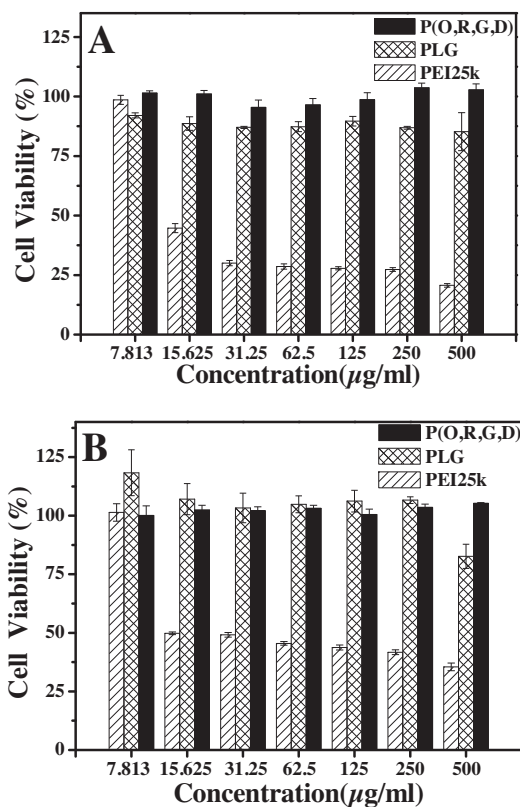 A
P(O,R,G,D)
PLG
PEI25k
125
100
75
50
25
0
Cell Viability (%)
7.813 15.625 31.25 62.5 125 250 500
Concentration(µg/ml)
B
P(O,R,G,D)
PLG
PEI25k
125
100
75
50
25
0
Cell Viability (%)
7.813 15.625 31.25 62.5 125 250 500
Concentration(µg/ml)